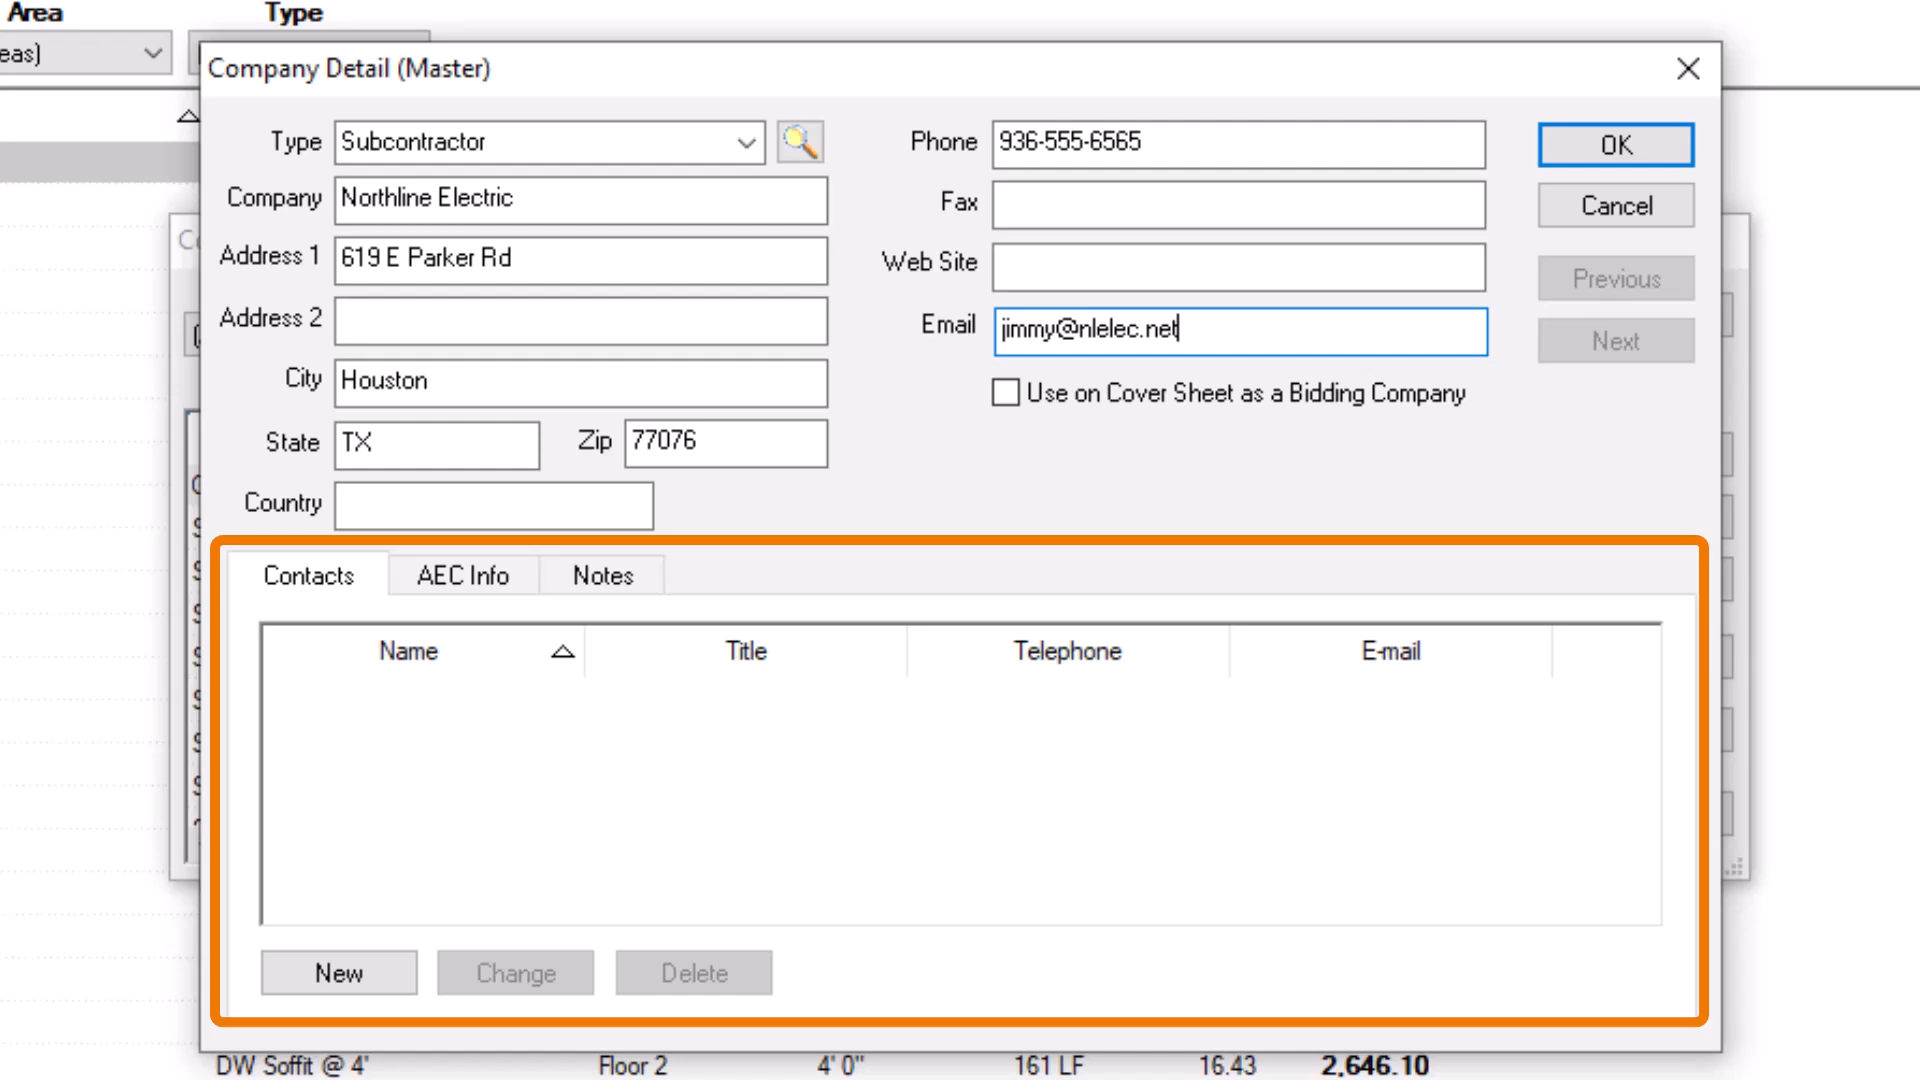 Area Type
eas)
Company Detail (Master)
Type Subcontractor
Phone 936-555-6565
OK
Company Northline Electric
Fax
Cancel
Address 1 619 E Parker Rd
Web Site
Previous
Address 2
Email jimmy@nlelec.net
Next
City Houston
Use on Cover Sheet as a Bidding Company
State TX Zip 77076
Country
Contacts AEC Info Notes
Name Title Telephone E-mail
New Change Delete
DW Soffit @ 4' Floor 2 4' 0" 161 LF 16.43 2,646.10